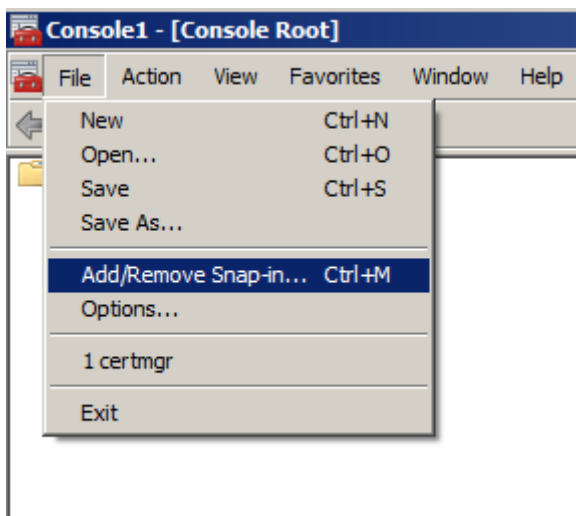 Console1 - [Console Root]
File Action View Favorites Window Help
New Ctrl+N
Open... Ctrl+O
Save Ctrl+S
Save As...
Add/Remove Snap-in... Ctrl+M
Options...
1 certmgr
Exit